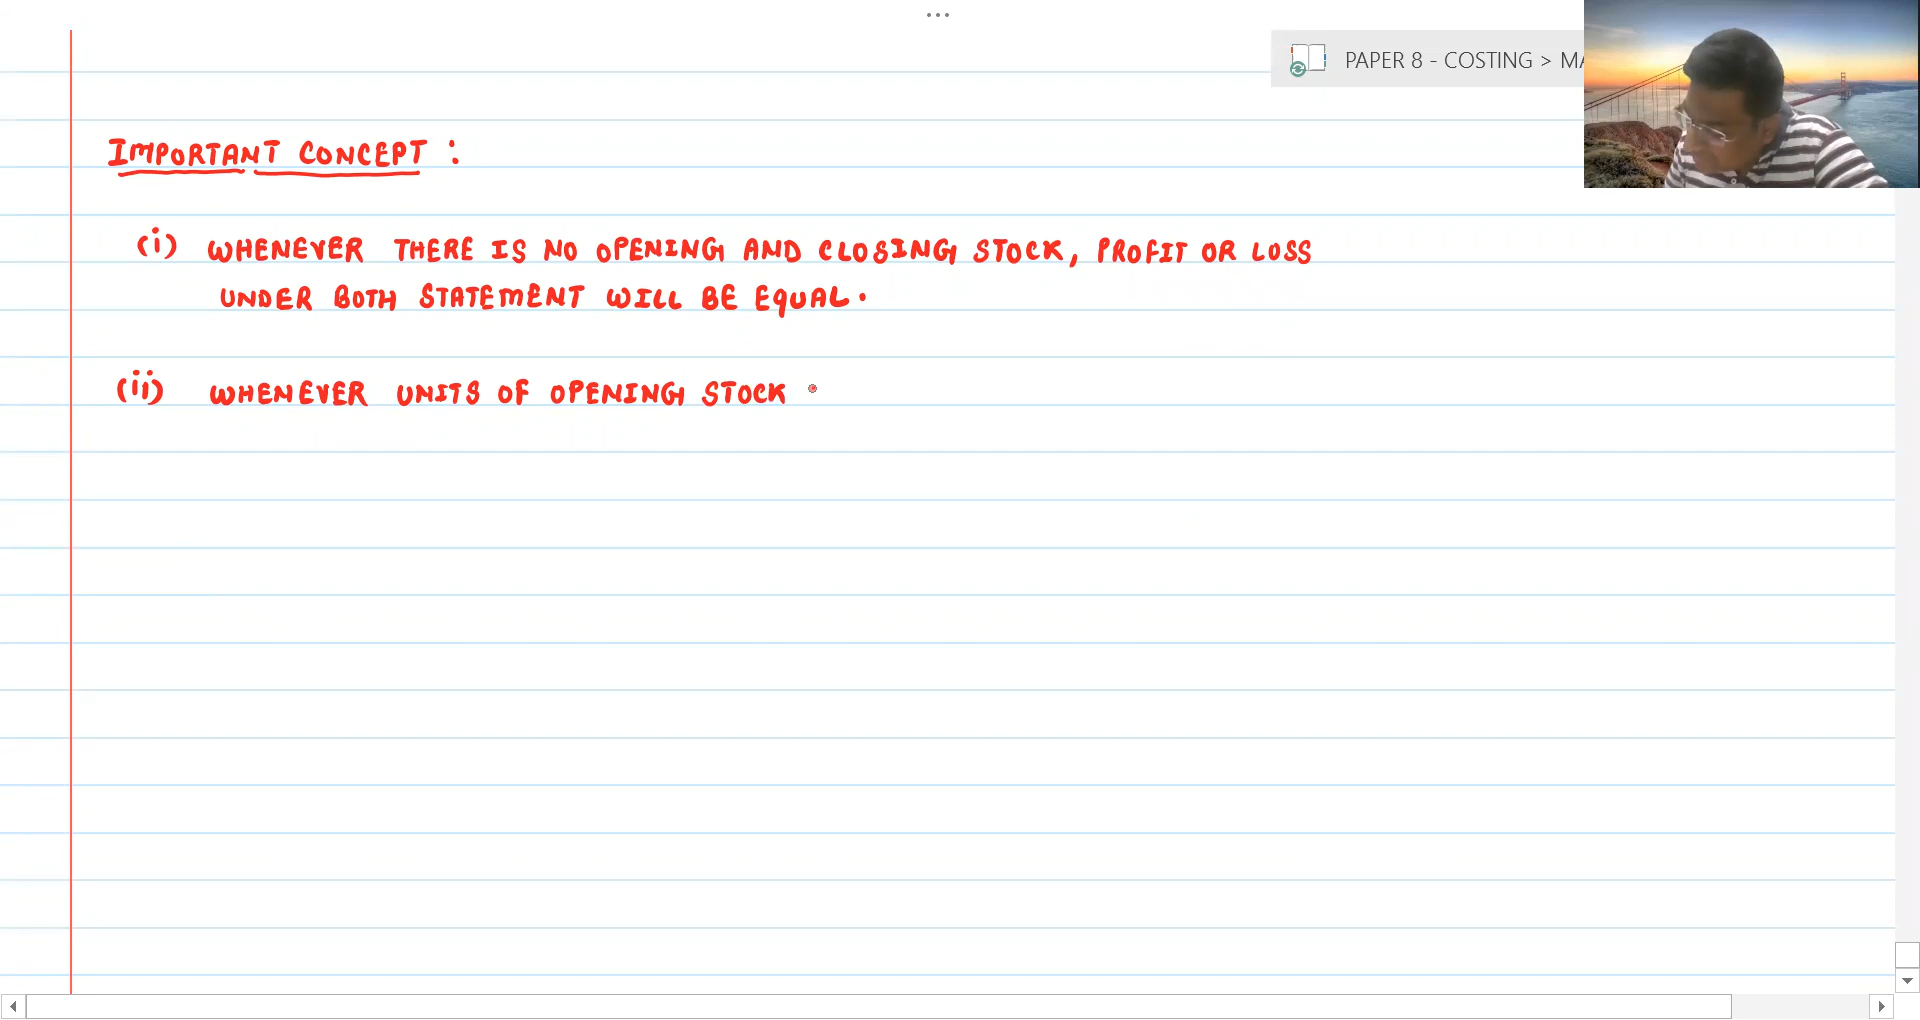 ...
PAPER 8 - COSTING > MA
IMPORTANT CONCEPT :
(i) WHENEVER THERE IS NO OPENING AND CLOSING STOCK, PROFIT OR LOSS
UNDER BOTH STATEMENT WILL BE EQUAL.
(ii) WHENEVER UNITS OF OPENING STOCK